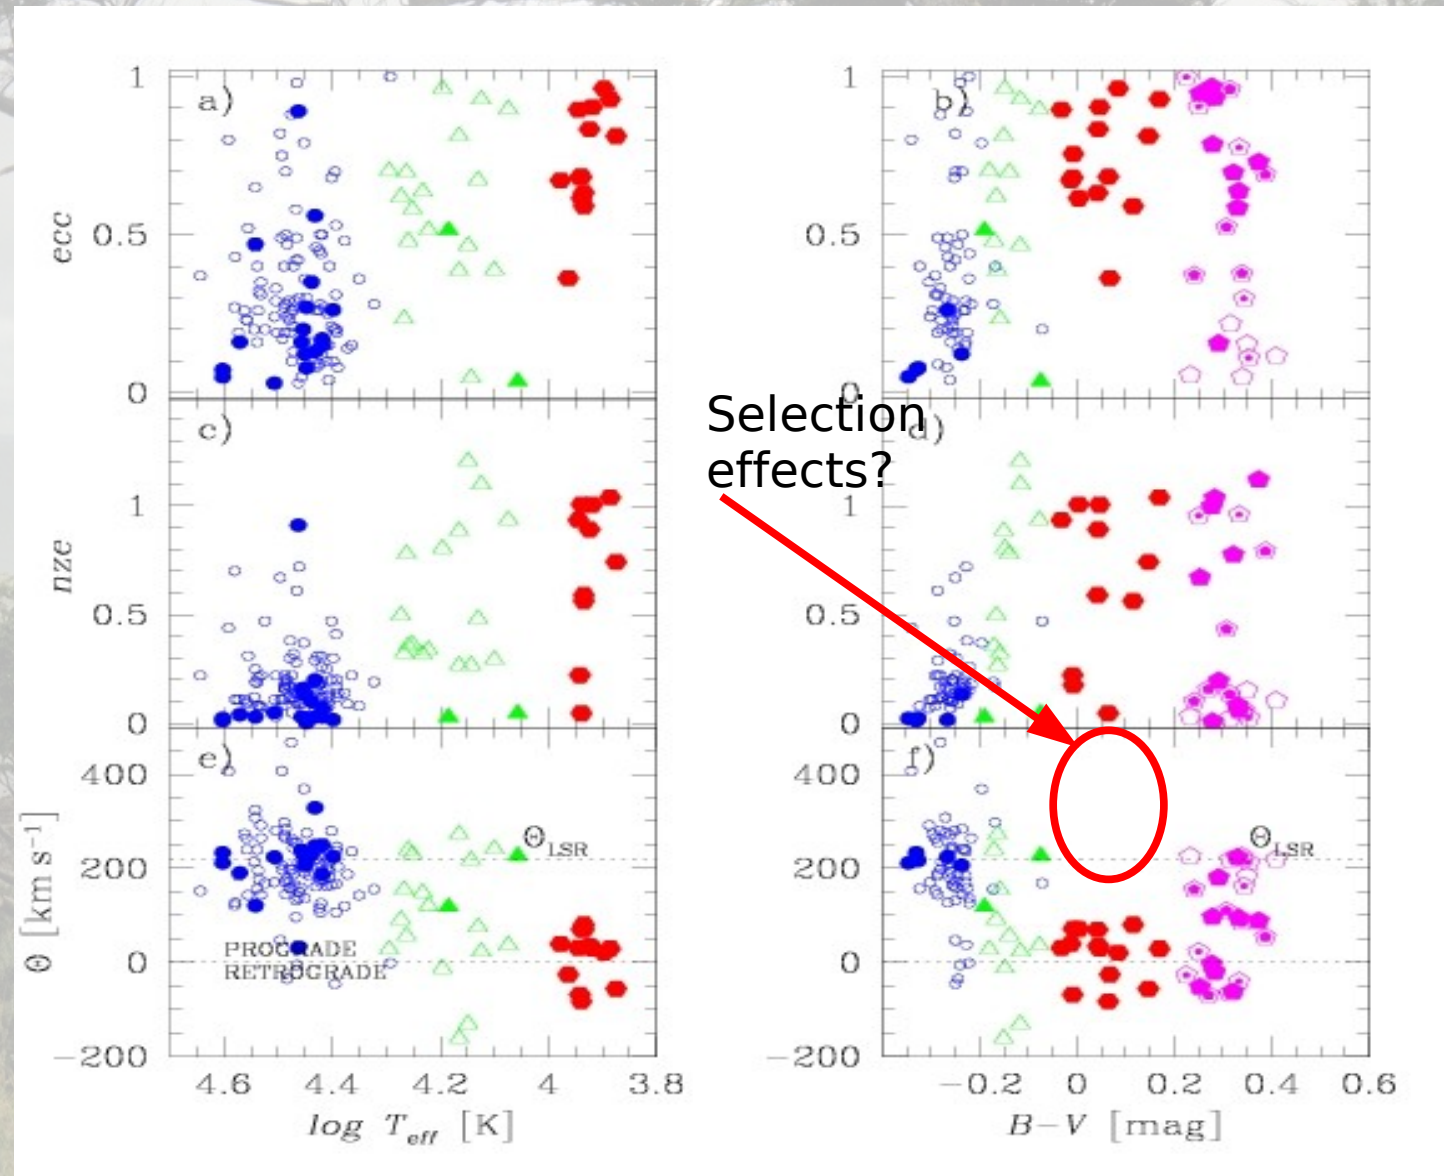 1
a)
ecc
0.5
0
c)
1
nze
0.5
0
e)
400
Θ_LSR
200
PROGRADE
0
RETROGRADE
Θ [km s⁻¹]
−200
4.6 4.4 4.2 4 3.8
log T_eff [K]
1
b)
0.5
0
Selection
effects?
d)
1
0.5
0
f)
400
Θ_LSR
200
0
−200
−0.2 0 0.2 0.4 0.6
B−V [mag]